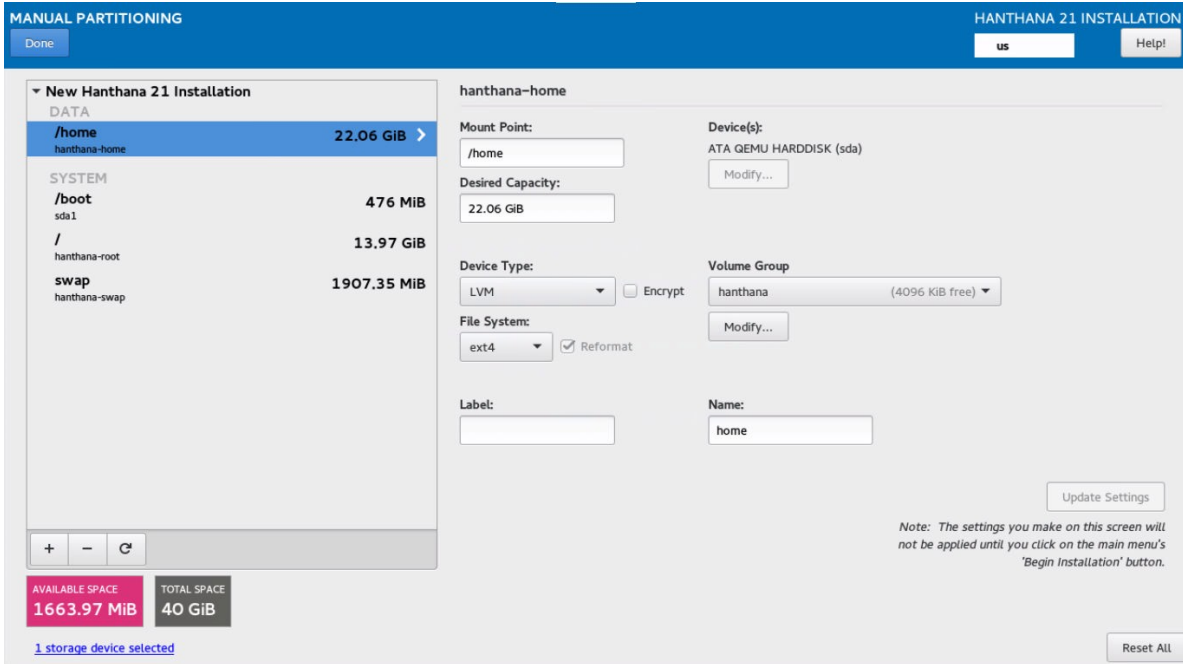 MANUAL PARTITIONING
HANTHANA 21 INSTALLATION
Done
us
Help!
New Hanthana 21 Installation
DATA
/home
22.06 GiB
hanthana-home
SYSTEM
/boot
476 MiB
sda1
/
13.97 GiB
hanthana-root
swap
1907.35 MiB
hanthana-swap
+ −
AVAILABLE SPACE
1663.97 MiB
TOTAL SPACE
40 GiB
1 storage device selected
hanthana-home
Mount Point:
/home
Device(s):
ATA QEMU HARDDISK (sda)
Modify...
Desired Capacity:
22.06 GiB
Device Type:
LVM
Encrypt
Volume Group
hanthana (4096 KiB free)
Modify...
File System:
ext4
Reformat
Label:
Name:
home
Update Settings
Note: The settings you make on this screen will
not be applied until you click on the main menu's
'Begin Installation' button.
Reset All